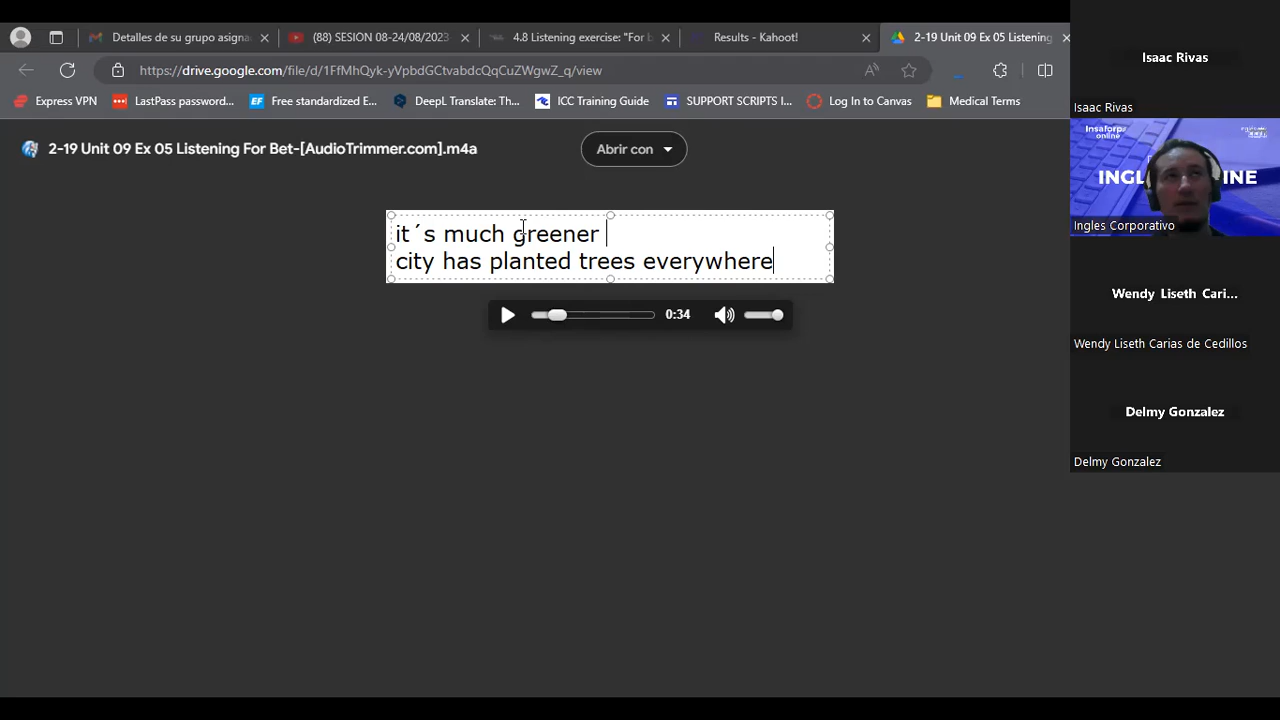 Detalles de su grupo asigna
(88) SESION 08-24/08/2023
4.8 Listening exercise: "For b
Results - Kahoot!
2-19 Unit 09 Ex 05 Listening
https://drive.google.com/file/d/1FfMhQyk-yVpbdGCtvabdcQqCuZWgwZ_q/view
Express VPN
LastPass password...
Free standardized E...
DeepL Translate: Th...
ICC Training Guide
SUPPORT SCRIPTS I...
Log In to Canvas
Medical Terms
2-19 Unit 09 Ex 05 Listening For Bet-[AudioTrimmer.com].m4a
Abrir con
it´s much greener
city has planted trees everywhere
0:34
Isaac Rivas
Isaac Rivas
online
Ingles Corporativo
Wendy Liseth Cari...
Wendy Liseth Carias de Cedillos
Delmy Gonzalez
Delmy Gonzalez